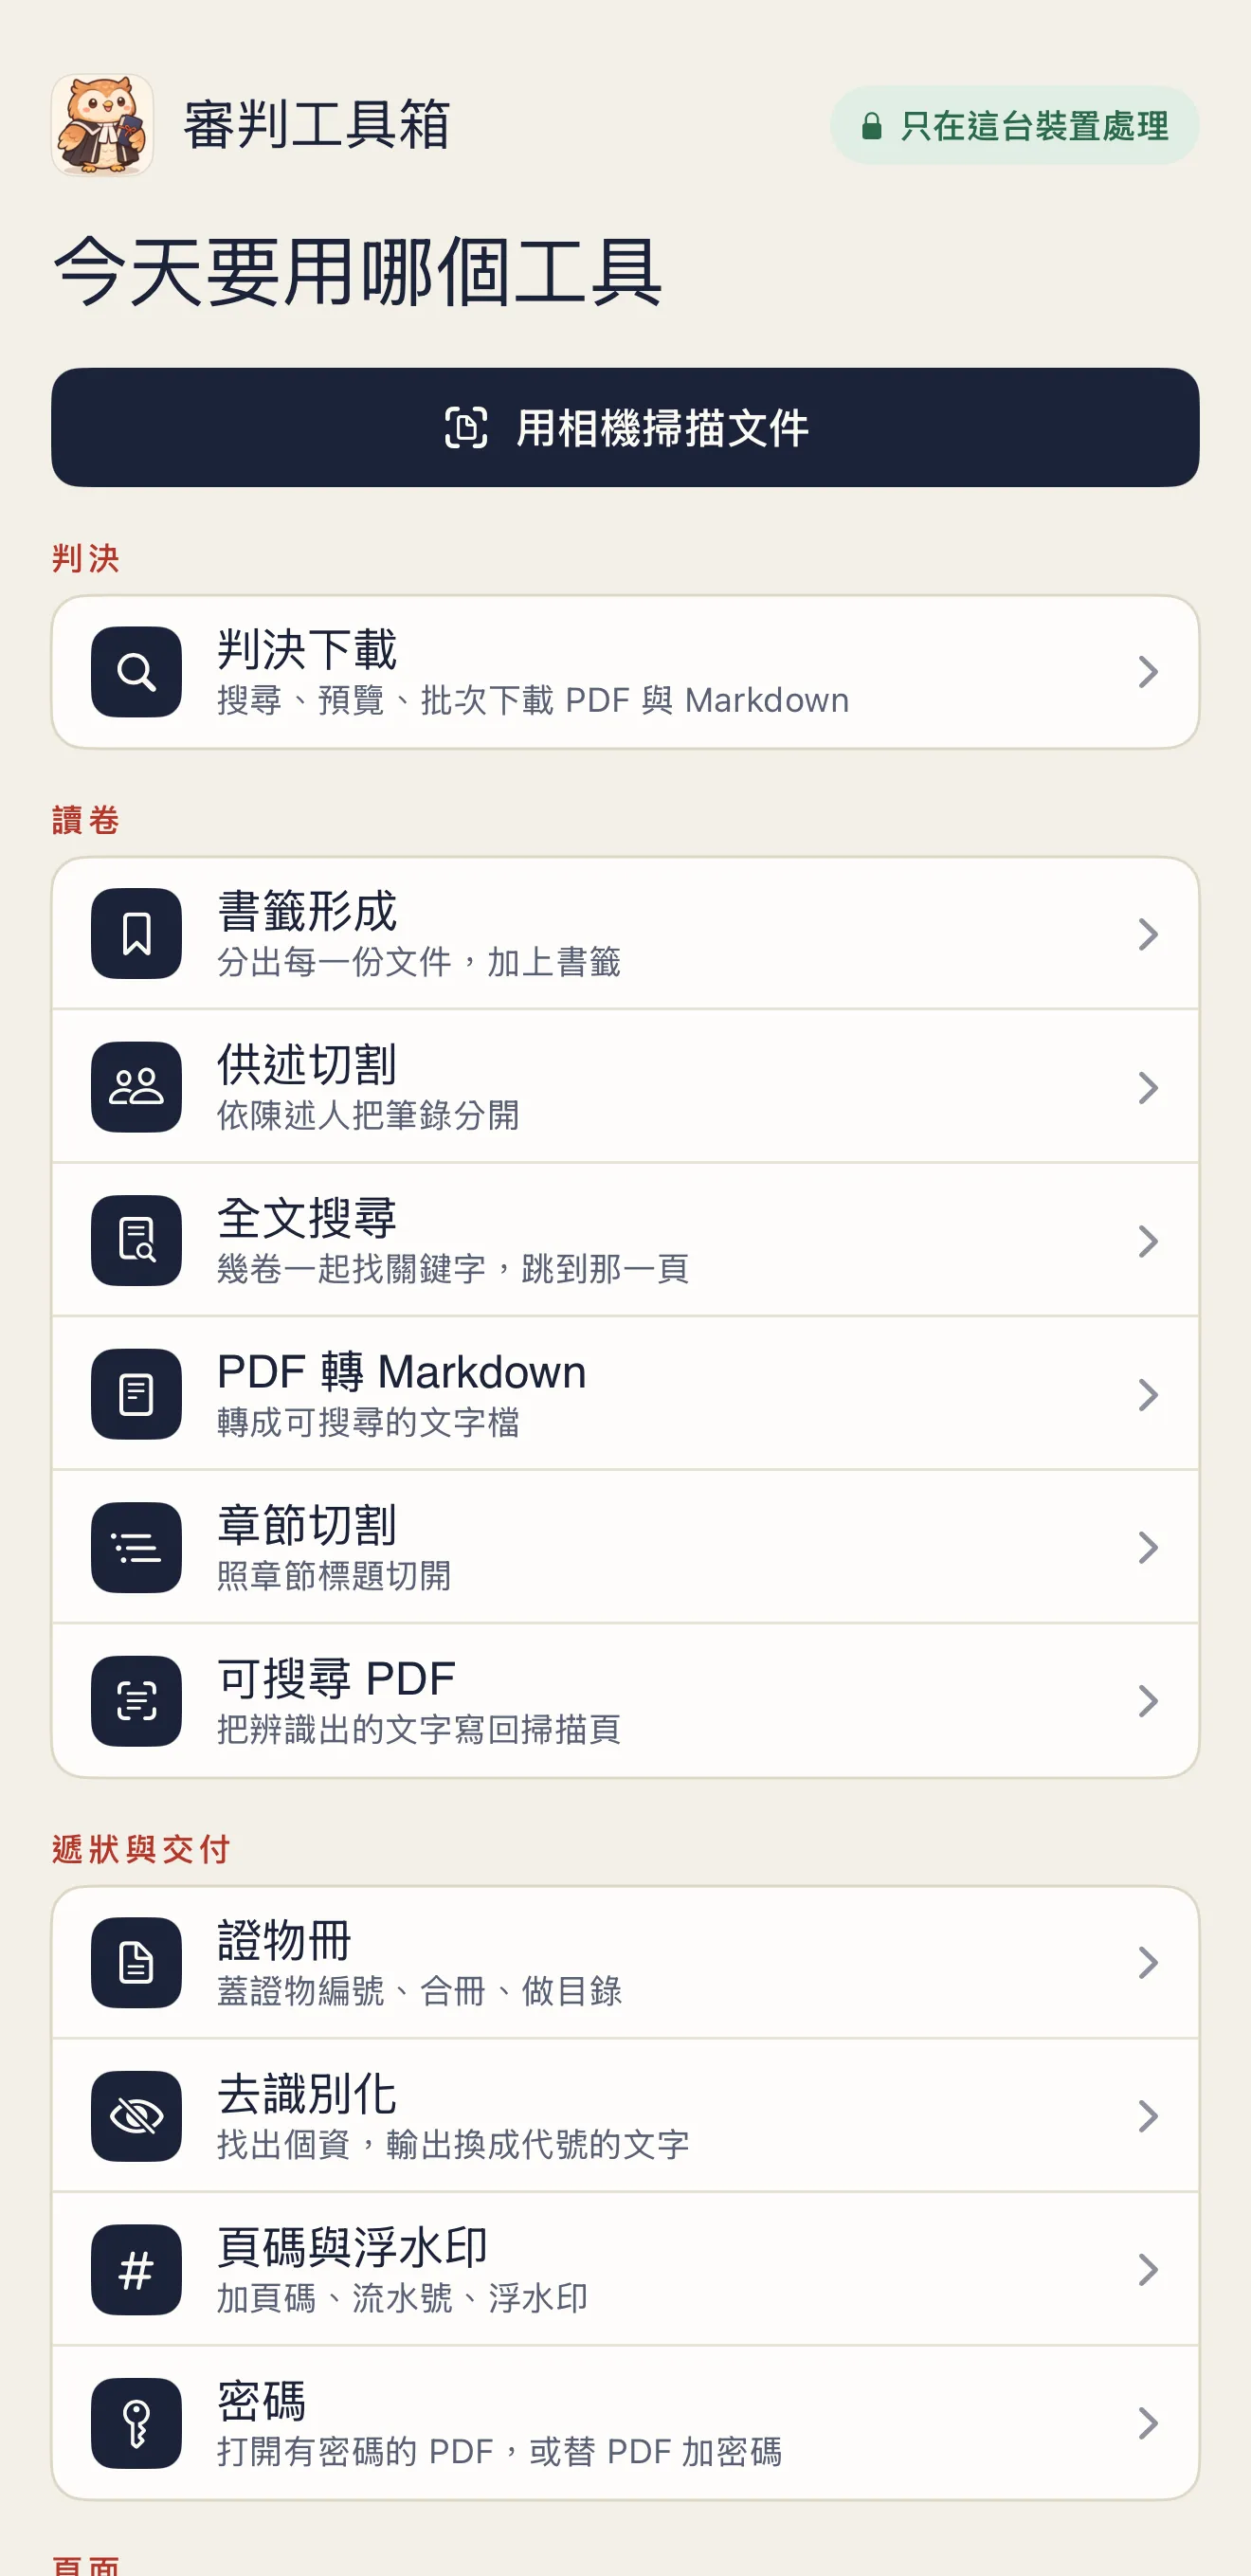 審判工具箱
只在這台裝置處理
今天要用哪個工具
用相機掃描文件
判決
判決下載
搜尋、預覽、批次下載 PDF 與 Markdown
讀卷
書籤形成
分出每一份文件，加上書籤
供述切割
依陳述人把筆錄分開
全文搜尋
幾卷一起找關鍵字，跳到那一頁
PDF 轉 Markdown
轉成可搜尋的文字檔
章節切割
照章節標題切開
可搜尋 PDF
把辨識出的文字寫回掃描頁
遞狀與交付
證物冊
蓋證物編號、合冊、做目錄
去識別化
找出個資，輸出換成代號的文字
頁碼與浮水印
加頁碼、流水號、浮水印
密碼
打開有密碼的 PDF，或替 PDF 加密碼
頁面